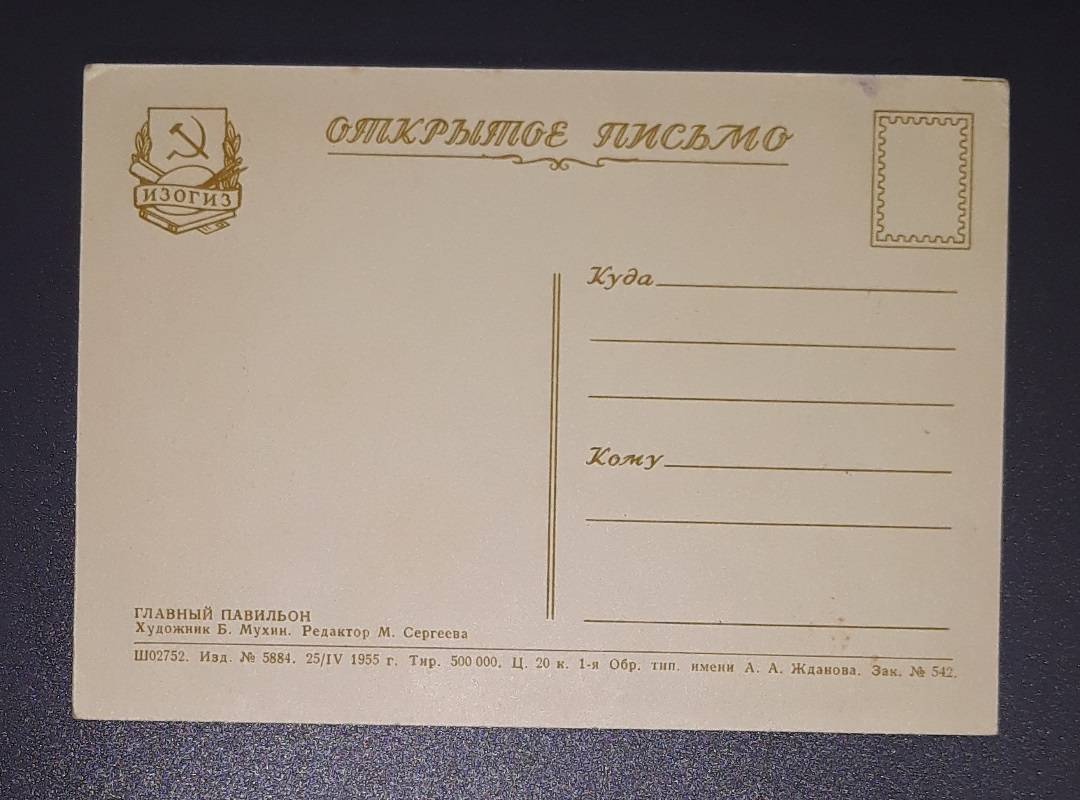 ОТКРЫТОЕ ПИСЬМО
ИЗОГИЗ
Куда
Кому
ГЛАВНЫЙ ПАВИЛЬОН
Художник Б. Мухин. Редактор М. Сергеева
Ш02752. Изд. № 5884. 25/IV 1955 г. Тир. 500 000. Ц. 20 к. 1-я Обр. тип. имени А. А. Жданова. Зак. № 542.